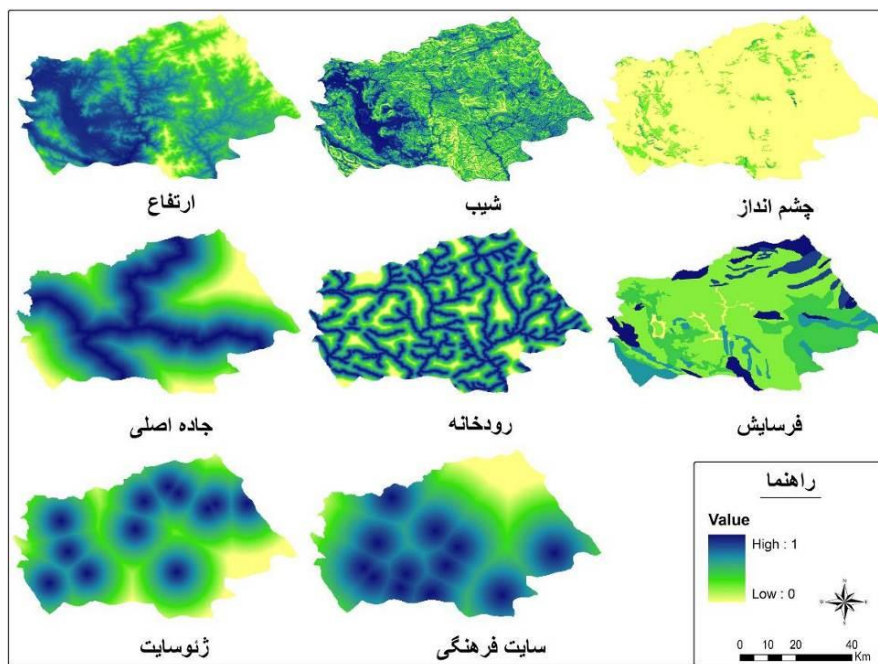 ارتفاع
شیب
چشم انداز
جاده اصلی
رودخانه
فرسایش
ژئوسایت
سایت فرهنگی
راهنما
Value
High : 1
Low : 0
N
0 10 20 40
Km